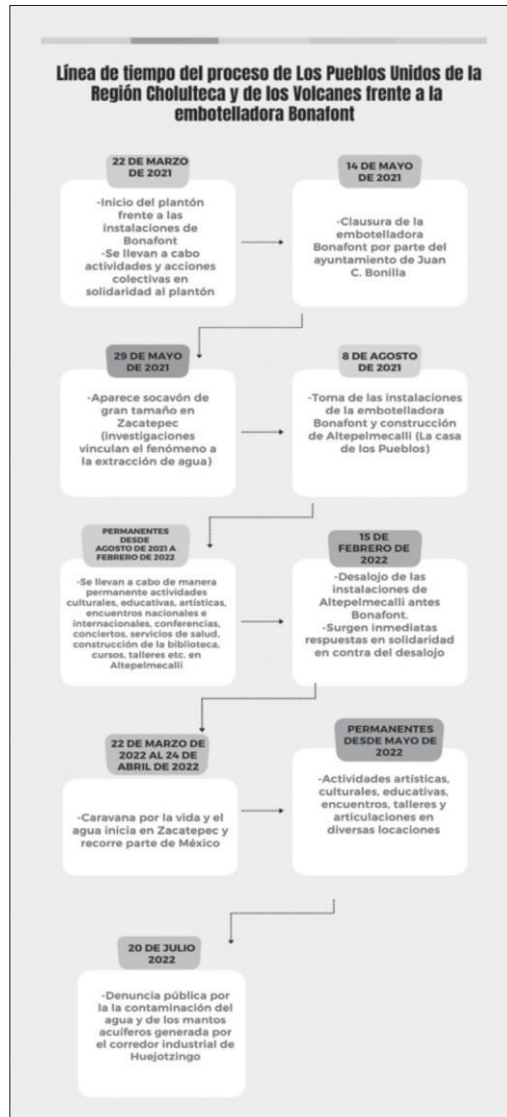 Línea de tiempo del proceso de Los Pueblos Unidos de la
Región Cholulteca y de los Volcanes frente a la
embotelladora Bonafont
22 DE MARZO
DE 2021
-Inicio del plantón
frente a las
instalaciones de
Bonafont
-Se llevan a cabo
actividades y acciones
colectivas en
solidaridad al plantón
14 DE MAYO
DE 2021
-Clausura de la
embotelladora
Bonafont por parte del
ayuntamiento de Juan
C. Bonilla
29 DE MAYO
DE 2021
-Aparece socavón de
gran tamaño en
Zacatepec
(investigaciones
vinculan el fenómeno a
la extracción de agua)
8 DE AGOSTO
DE 2021
-Toma de las instalaciones
de la embotelladora
Bonafont y construcción
de Altepelmecalli (La casa
de los Pueblos)
PERMANENTES
DESDE
AGOSTO DE 2021 A
FEBRERO DE 2022
-Se llevan a cabo de manera
permanente actividades
culturales, educativas, artísticas,
encuentros nacionales e
internacionales, conferencias,
conciertos, servicios de salud,
construcción de la biblioteca,
cursos, talleres etc. en
Altepelmecalli
15 DE
FEBRERO DE
2022
-Desalojo de las
instalaciones de
Altepelmecalli antes
Bonafont.
-Surgen inmediatas
respuestas en solidaridad
en contra del desalojo
22 DE MARZO DE
2022 AL 24 DE
ABRIL DE 2022
-Caravana por la vida y el
agua inicia en Zacatepec y
recorre parte de México
PERMANENTES
DESDE MAYO DE
2022
-Actividades artísticas,
culturales, educativas,
encuentros, talleres y
articulaciones en
diversas locaciones
20 DE JULIO
2022
-Denuncia pública por
la la contaminación del
agua y de los mantos
acuíferos generada por
el corredor industrial de
Huejotzingo